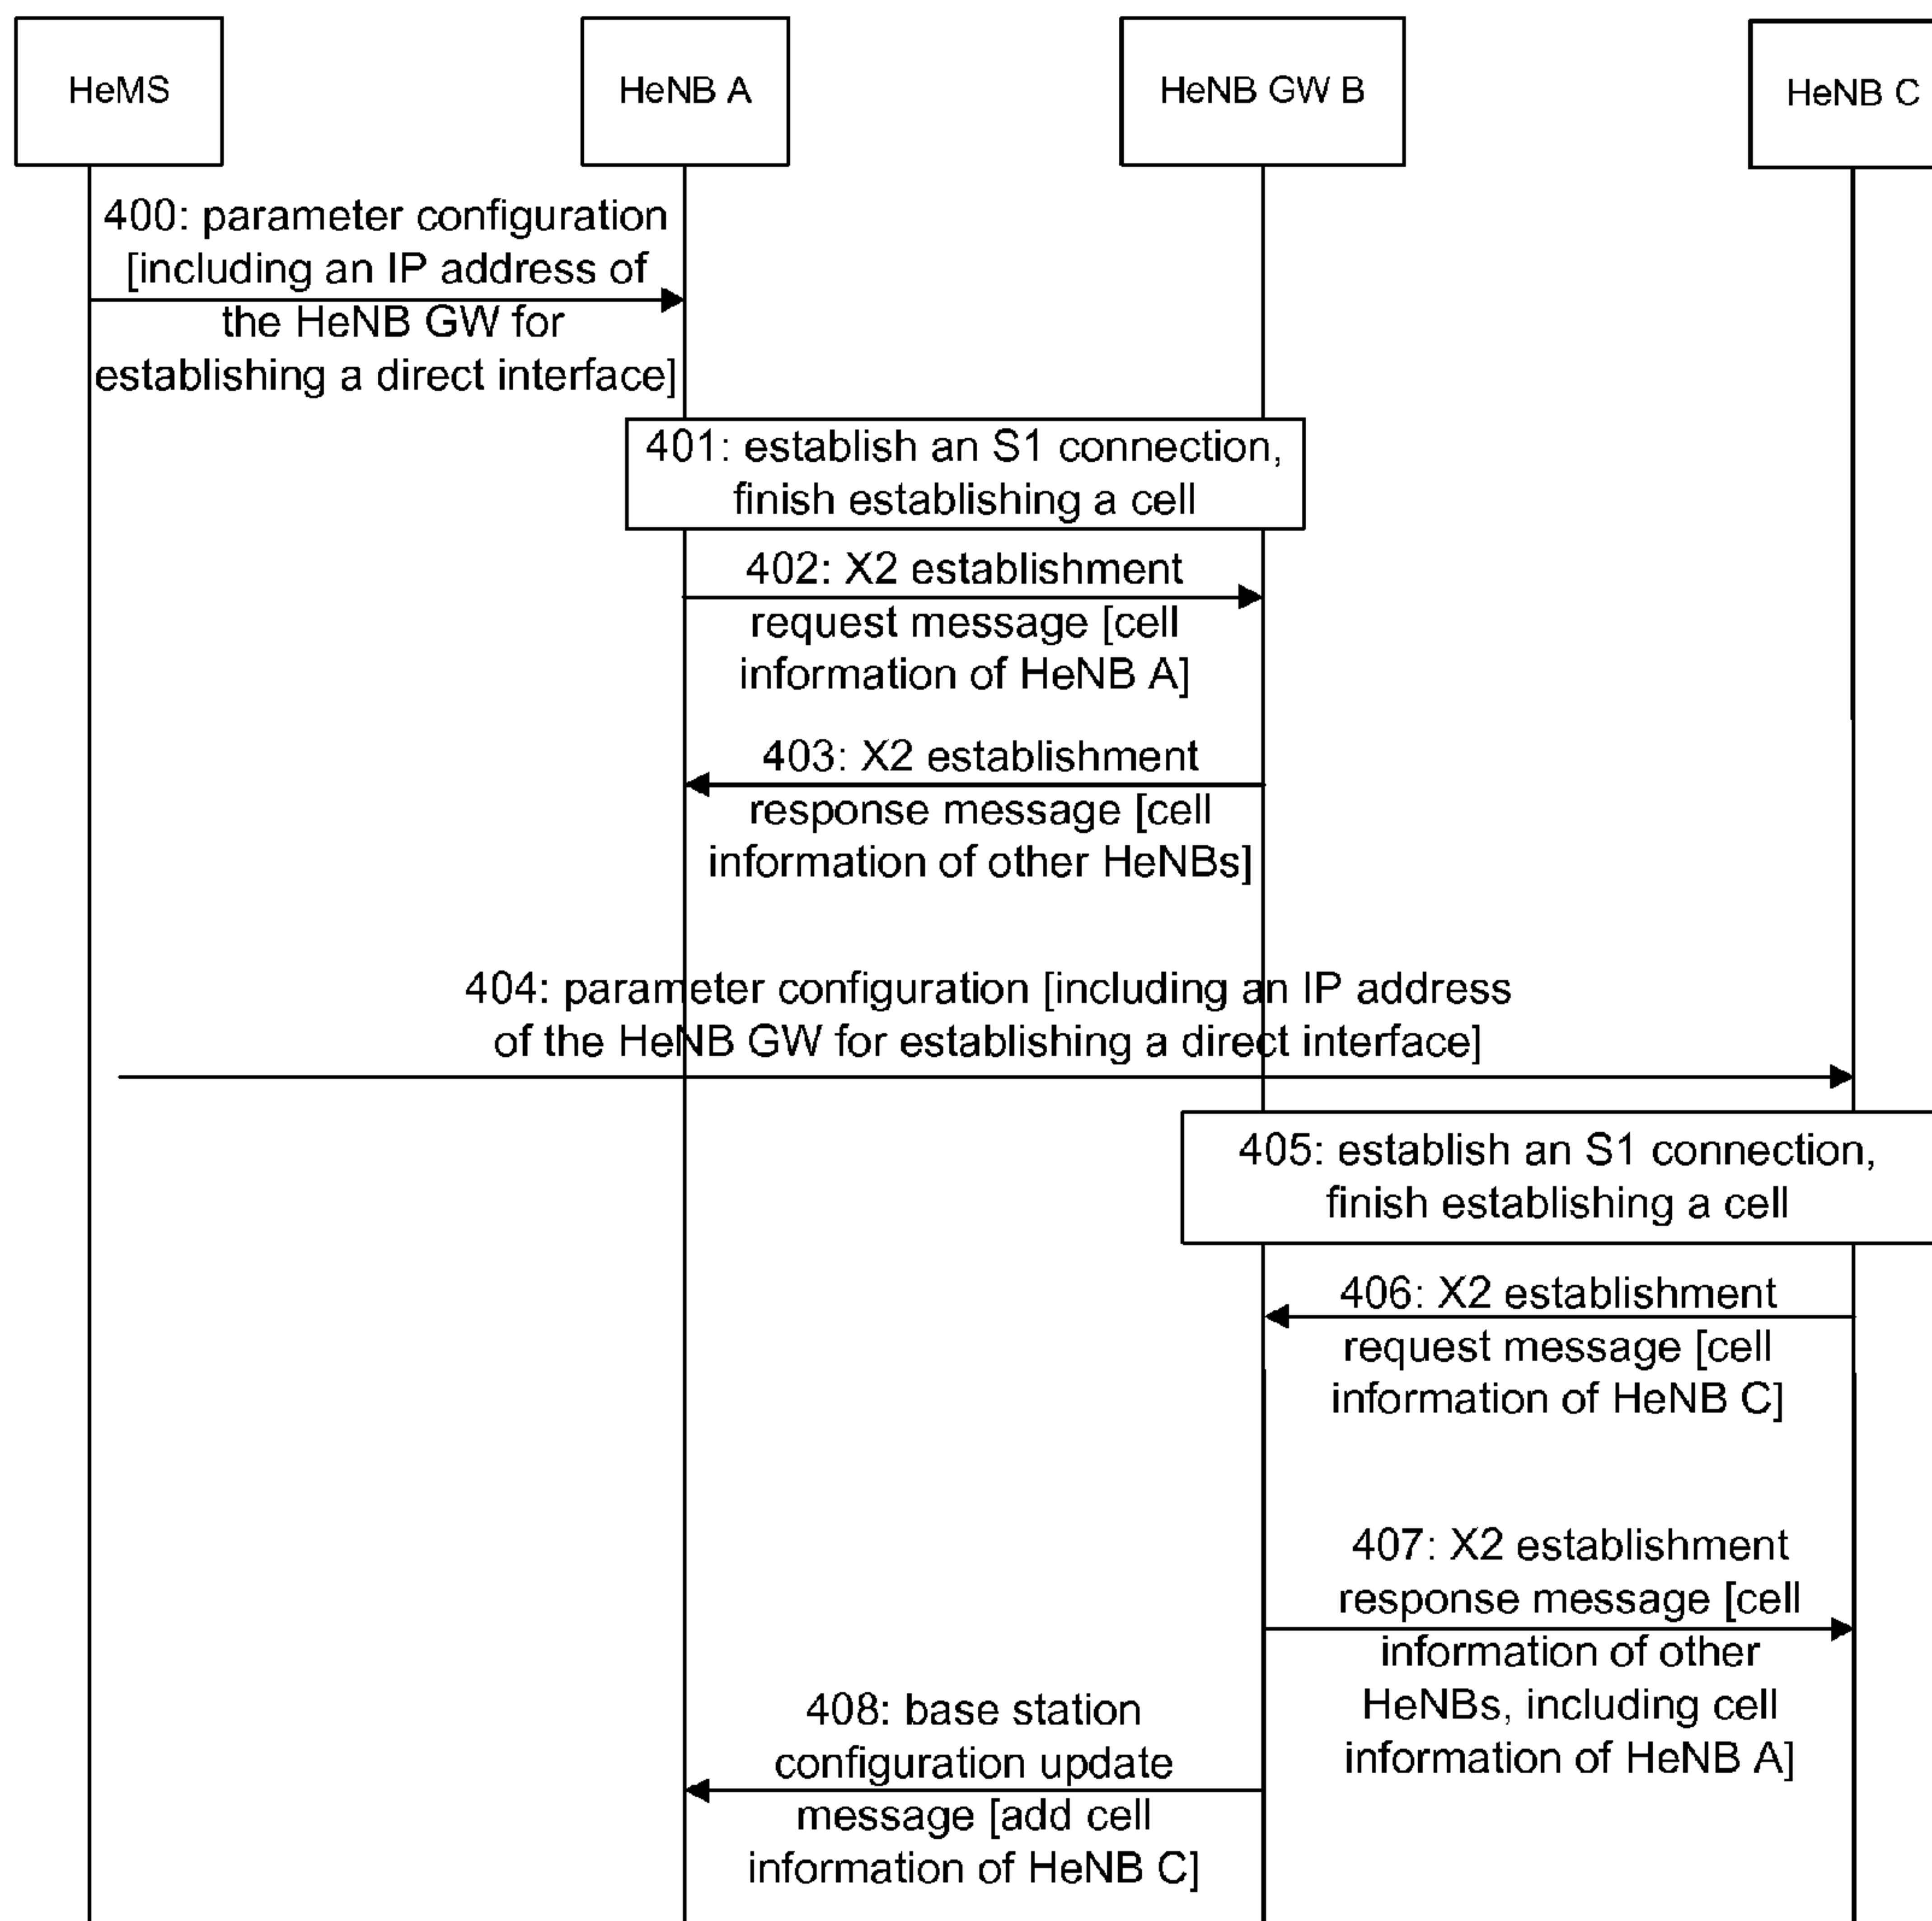 HeMS
HeNB A
HeNB GW B
HeNB C
400: parameter configuration
[including an IP address of
the HeNB GW for
establishing a direct interface]
401: establish an S1 connection,
finish establishing a cell
402: X2 establishment
request message [cell
information of HeNB A]
403: X2 establishment
response message [cell
information of other HeNBs]
404: parameter configuration [including an IP address
of the HeNB GW for establishing a direct interface]
405: establish an S1 connection,
finish establishing a cell
406: X2 establishment
request message [cell
information of HeNB C]
407: X2 establishment
response message [cell
information of other
HeNBs, including cell
information of HeNB A]
408: base station
configuration update
message [add cell
information of HeNB C]